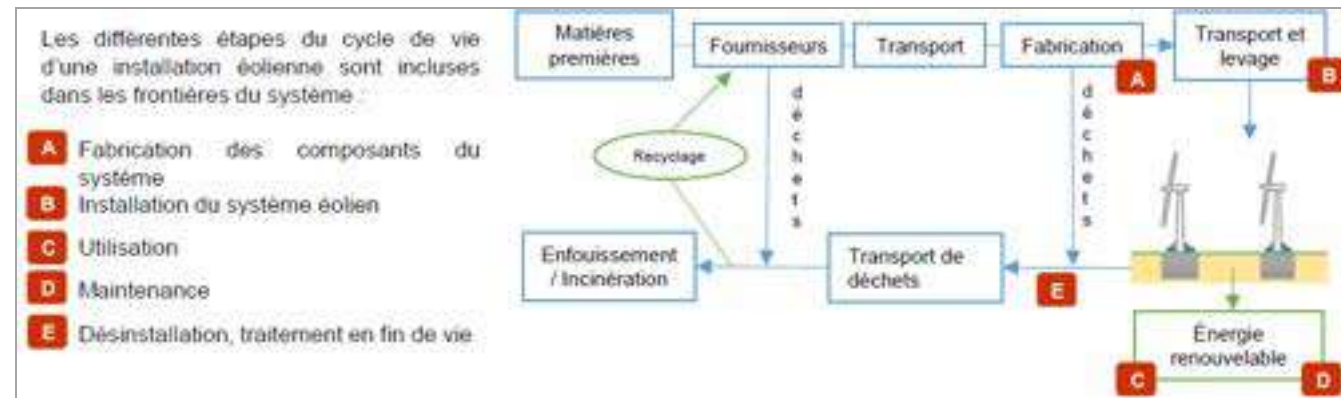 Les différentes étapes du cycle de vie
d'une installation éolienne sont incluses
dans les frontières du système :
A Fabrication des composants du
système
B Installation du système éolien
C Utilisation
D Maintenance
E Désinstallation, traitement en fin de vie
Matières
premières
Fournisseurs
Transport
Fabrication
A
Transport et
levage
B
déchets
déchets
Recyclage
Enfouissement
/ Incinération
Transport de
déchets
E
Énergie
renouvelable
C
D